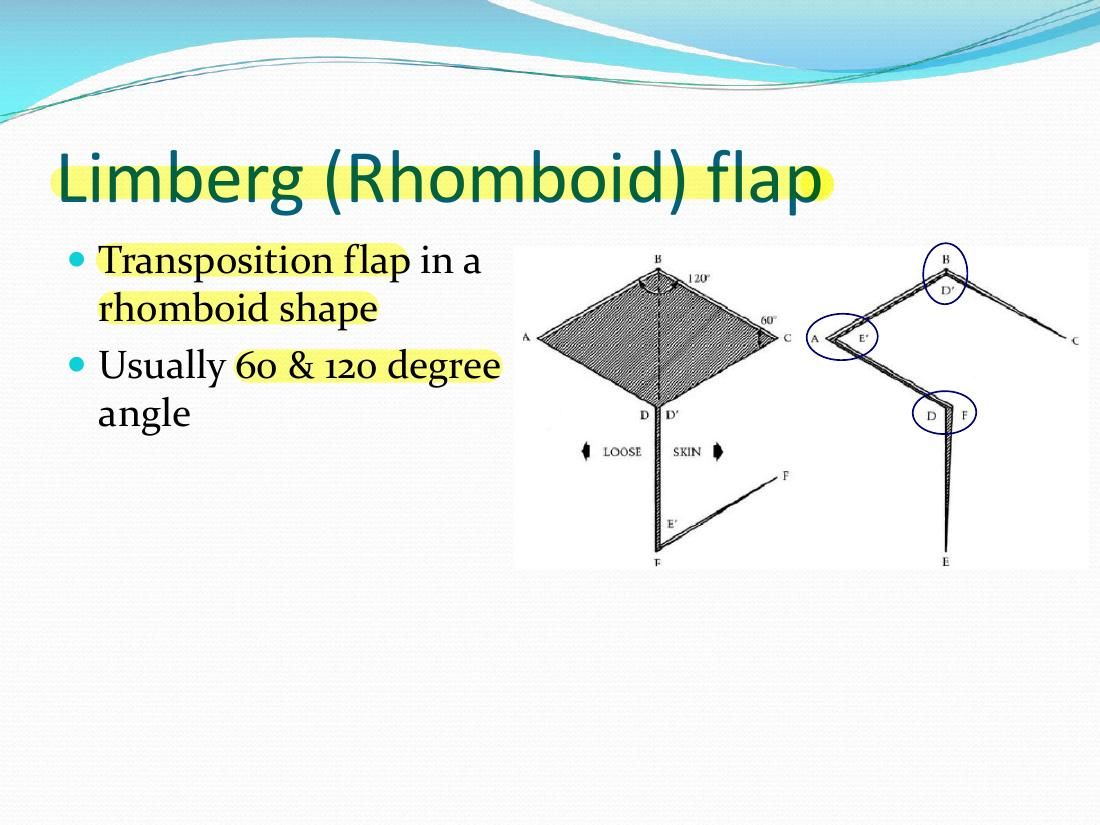 Limberg (Rhomboid) flap
Transposition flap in a
rhomboid shape
Usually 60 & 120 degree
angle
B
120°
60°
A
C
D D'
LOOSE SKIN
F
E'
E
B
D'
A E'
C
D F
E